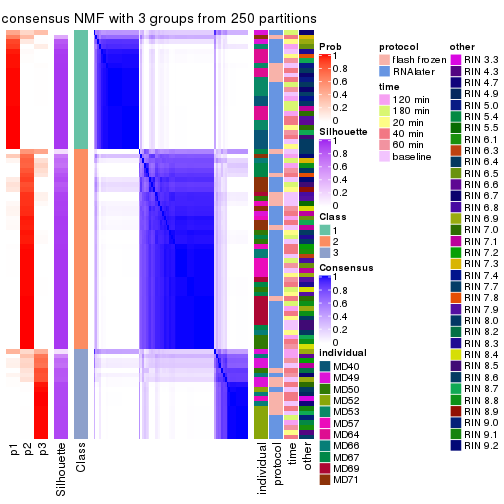 consensus NMF with 3 groups from 250 partitions
Prob
1
0.8
0.6
0.4
0.2
0
Silhouette
1
0.8
0.6
0.4
0.2
0
Class
1
2
3
Consensus
1
0.8
0.6
0.4
0.2
0
individual
MD40
MD49
MD50
MD52
MD53
MD57
MD64
MD66
MD67
MD69
MD71
protocol
flash frozen
RNAlater
time
120 min
180 min
20 min
40 min
60 min
baseline
other
RIN 3.3
RIN 4.3
RIN 4.7
RIN 4.9
RIN 5.0
RIN 5.4
RIN 5.5
RIN 6.1
RIN 6.3
RIN 6.4
RIN 6.5
RIN 6.6
RIN 6.7
RIN 6.8
RIN 6.9
RIN 7.0
RIN 7.1
RIN 7.2
RIN 7.3
RIN 7.4
RIN 7.7
RIN 7.8
RIN 7.9
RIN 8.0
RIN 8.2
RIN 8.3
RIN 8.4
RIN 8.5
RIN 8.6
RIN 8.7
RIN 8.8
RIN 8.9
RIN 9.0
RIN 9.1
RIN 9.2
p1
p2
p3
Silhouette
Class
individual
protocol
time
other